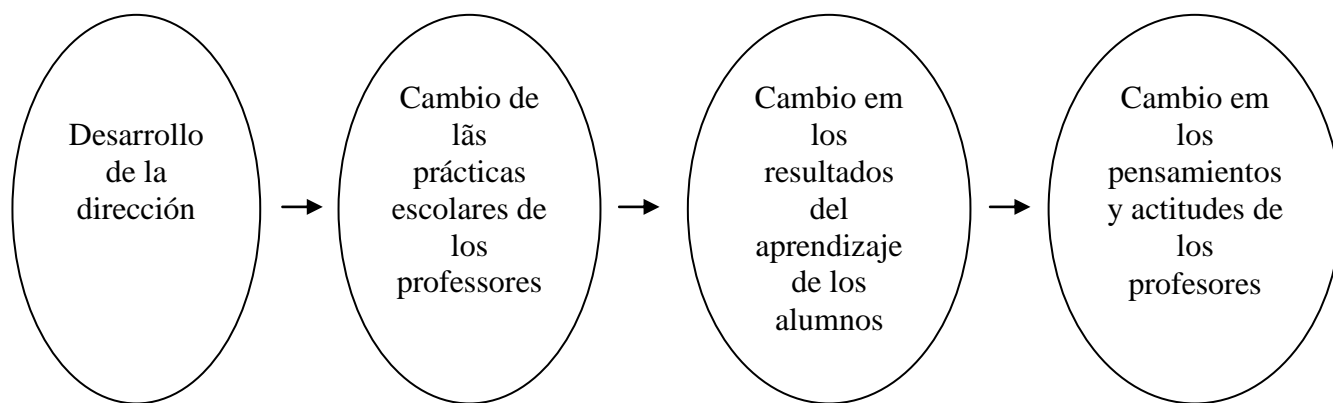 Desarrollo
de la
dirección
Cambio de
lãs
prácticas
escolares de
los
professores
Cambio em
los
resultados
del
aprendizaje
de los
alumnos
Cambio em
los
pensamientos
y actitudes de
los
profesores